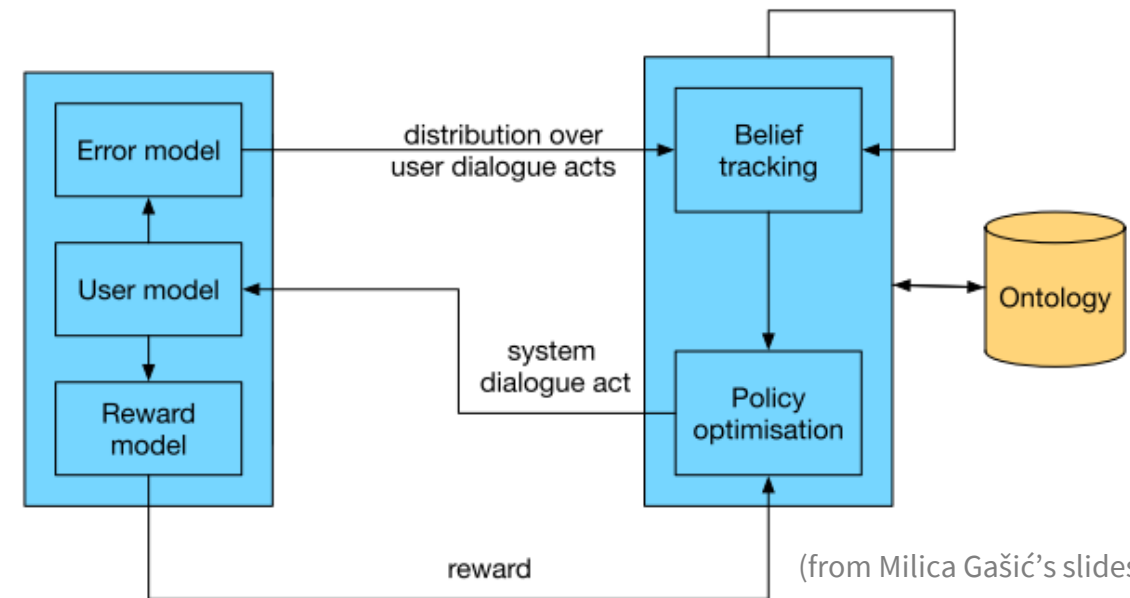 Error model
User model
Reward
model
distribution over
user dialogue acts
system
dialogue act
reward
Belief
tracking
Policy
optimisation
Ontology
(from Milica Gašić's slides